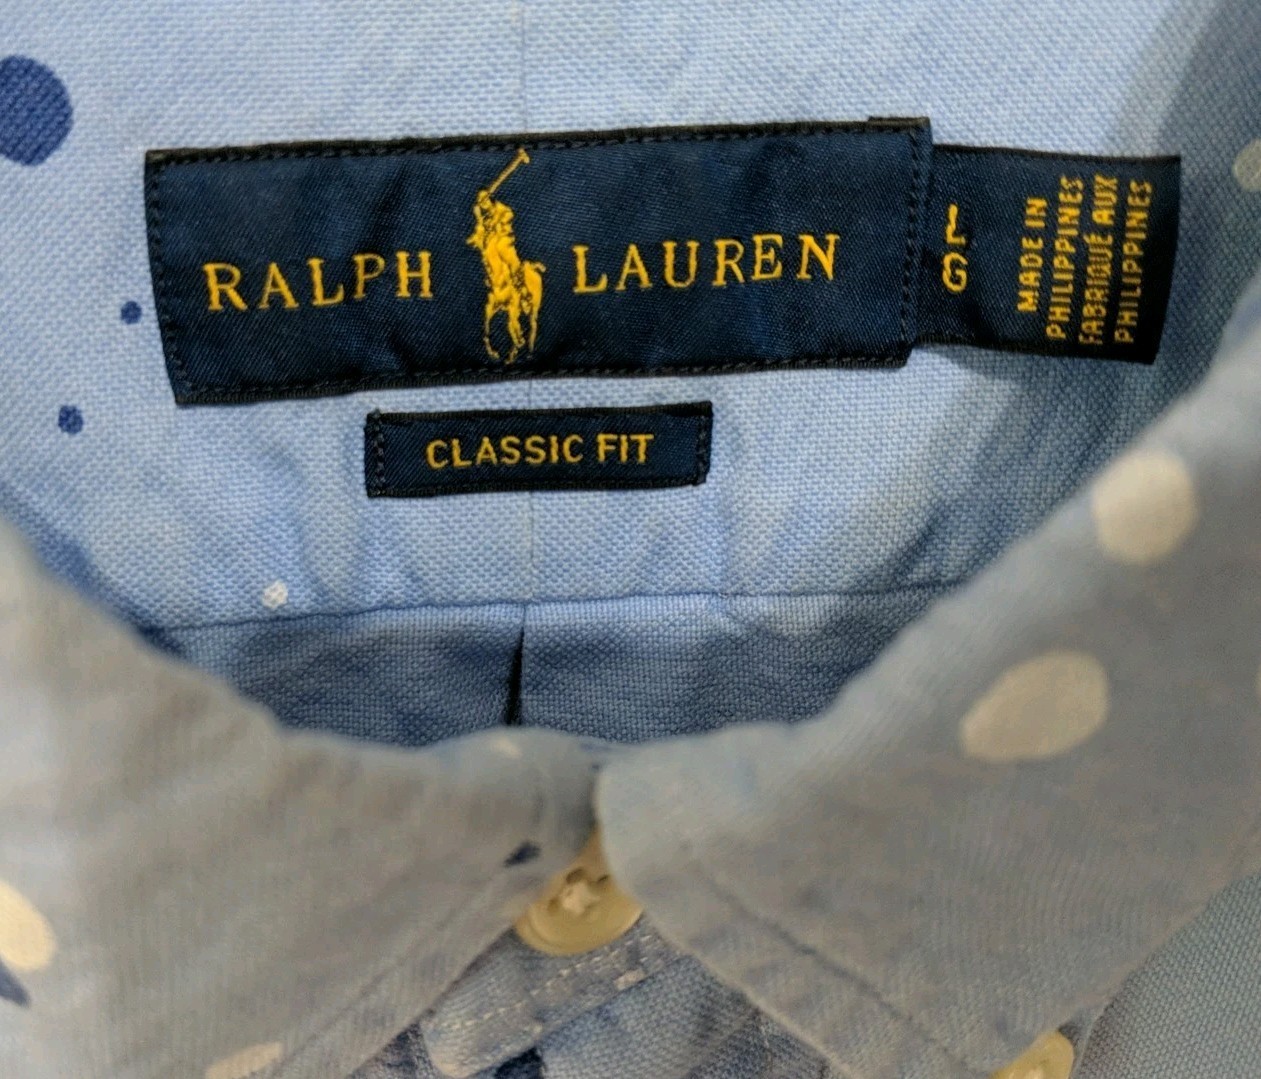 RALPH LAUREN
L
G
MADE IN
PHILIPPINES
FABRIQUÉ AUX
PHILIPPINES
CLASSIC FIT